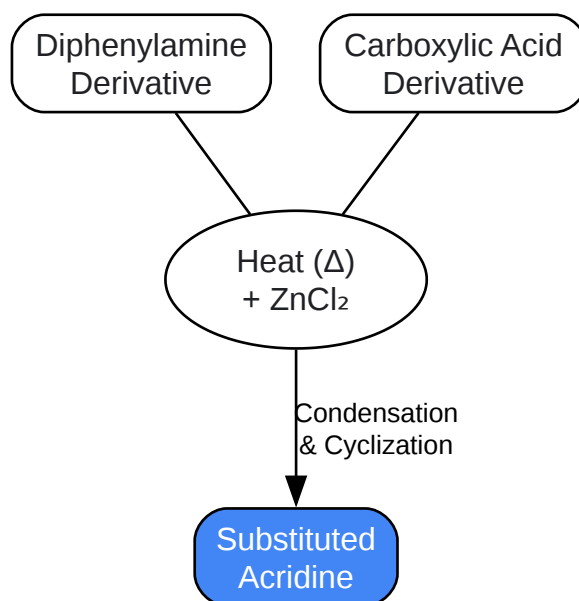 Diphenylamine
Derivative
Carboxylic Acid
Derivative
Heat (Δ)
+ ZnCl₂
Condensation
& Cyclization
Substituted
Acridine